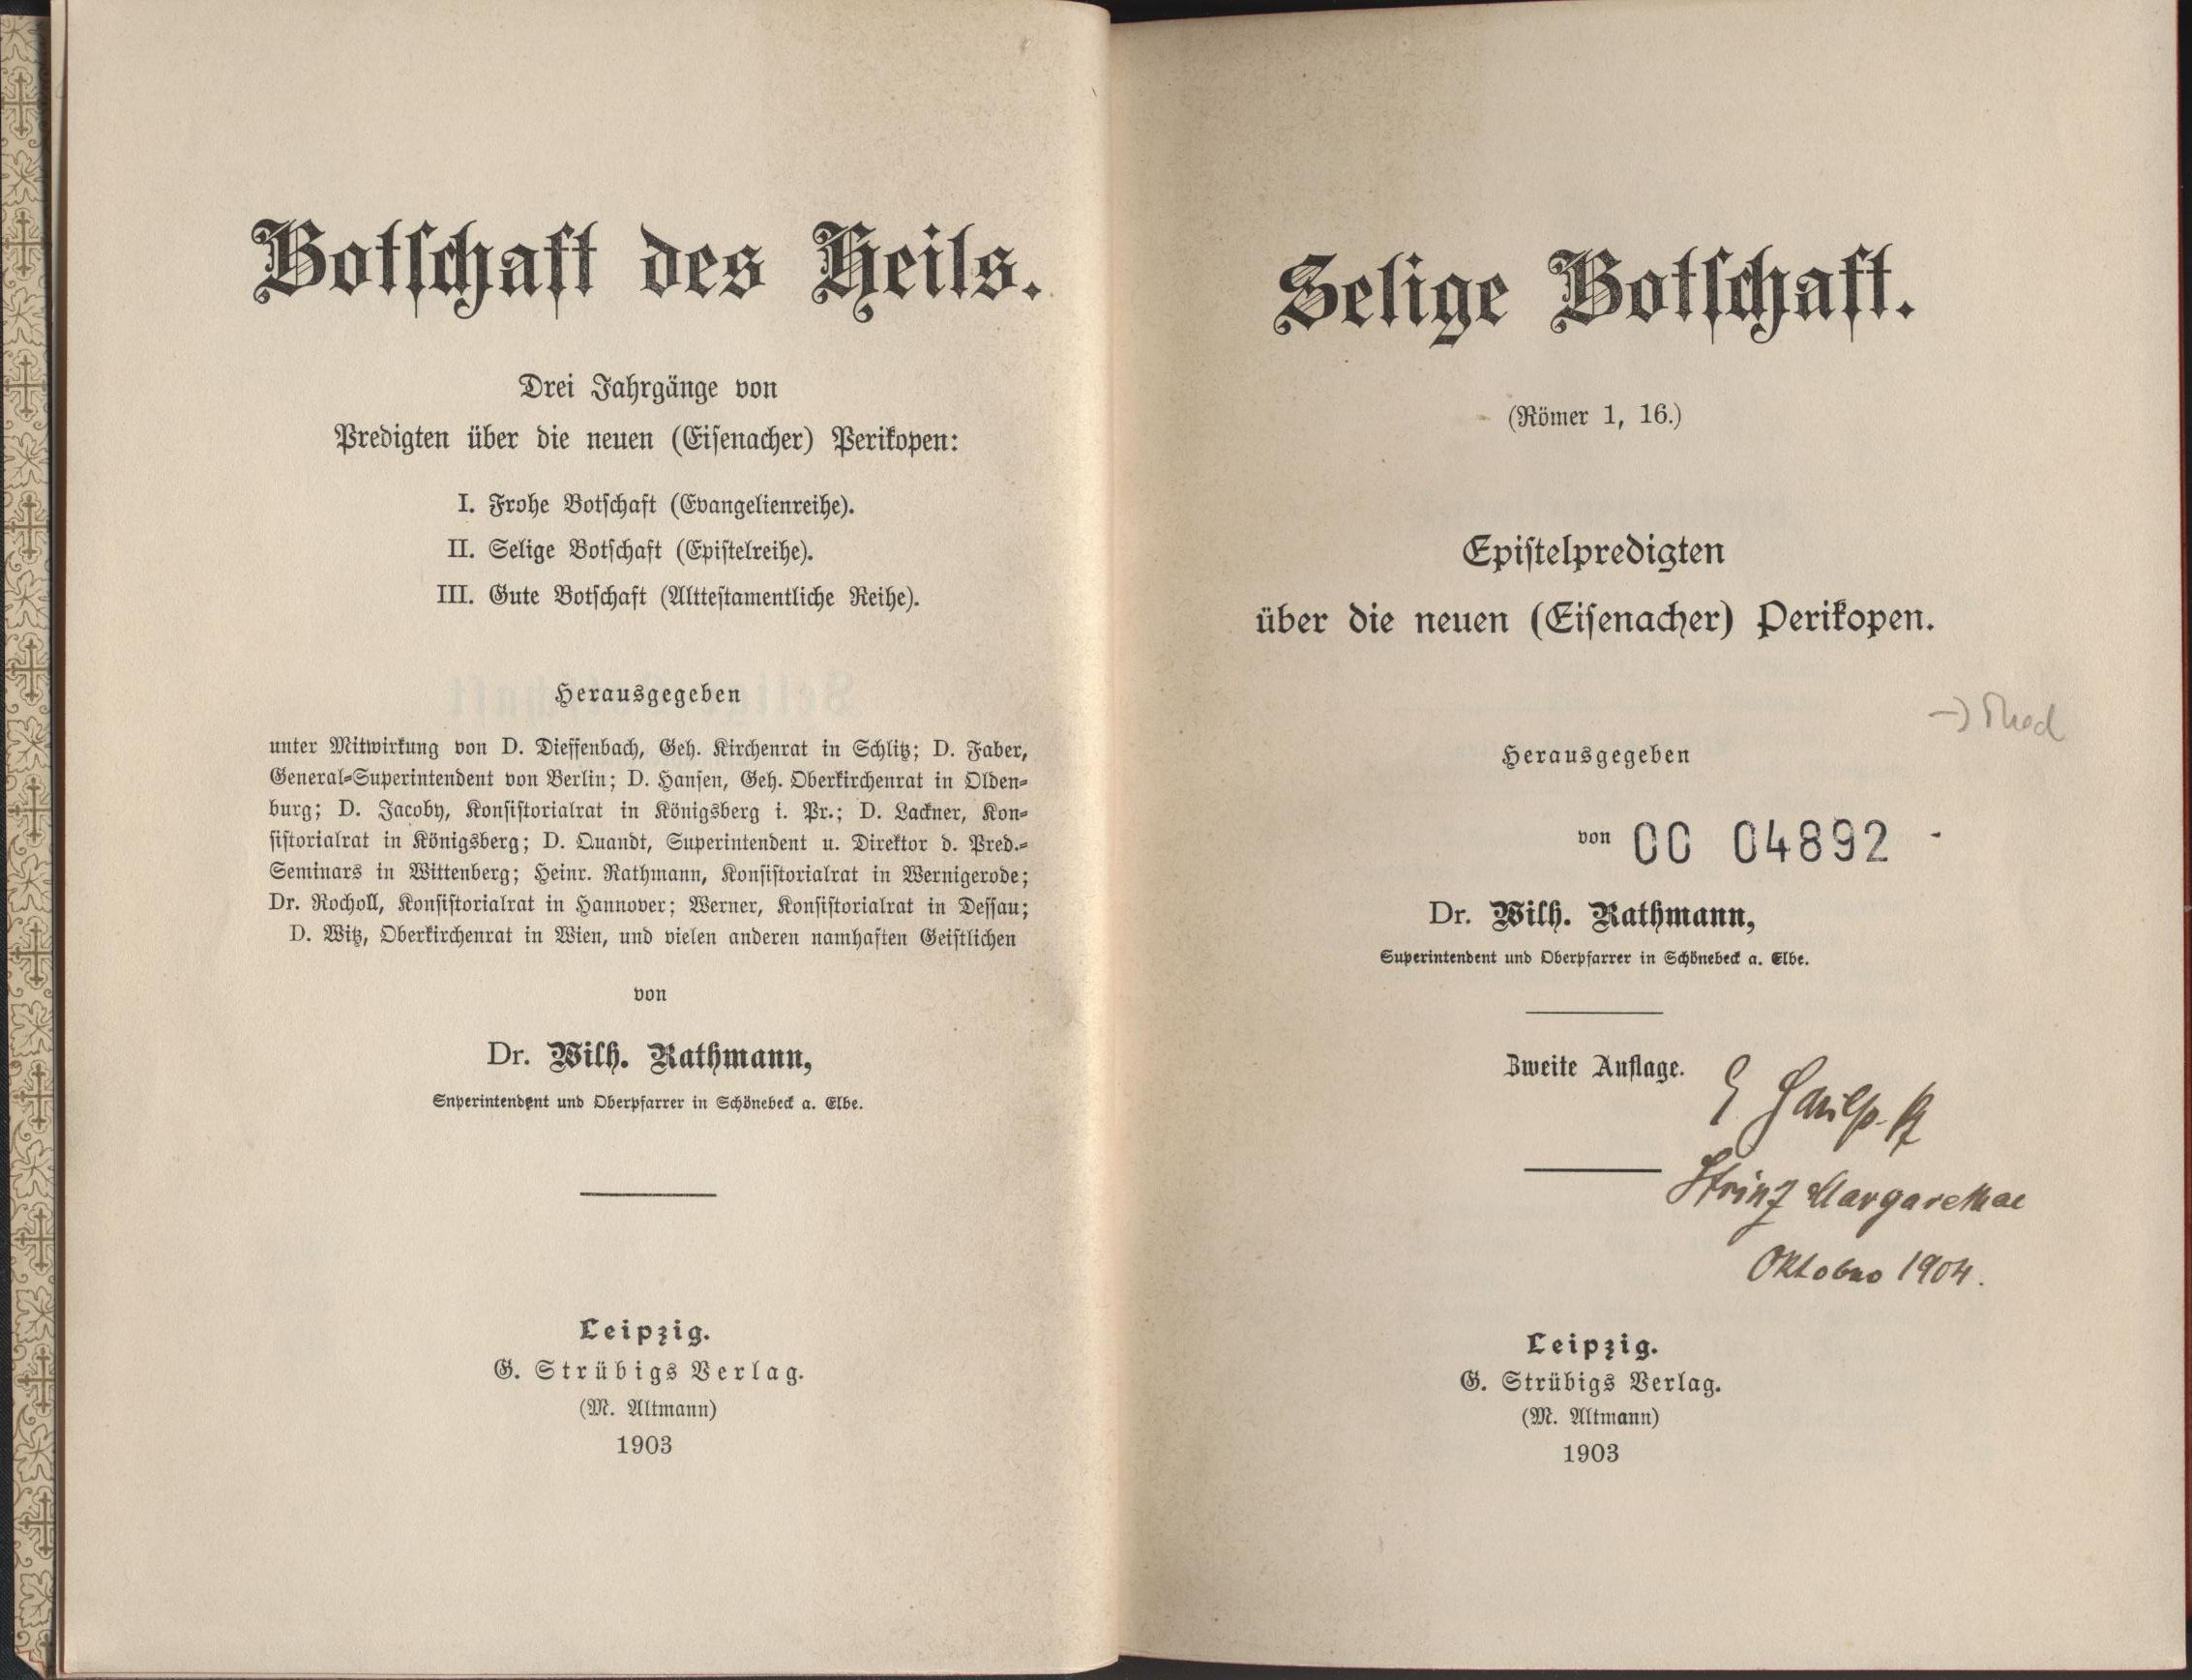 Botschaft des Heils.
Drei Jahrgänge von
Predigten über die neuen (Eisenacher) Perikopen:
I. Frohe Botschaft (Evangelienreihe).
II. Selige Botschaft (Epistelreihe).
III. Gute Botschaft (Alttestamentliche Reihe).
Herausgegeben
unter Mitwirkung von D. Dieffenbach, Geh. Kirchenrat in Schlitz; D. Faber,
General-Superintendent von Berlin; D. Hansen, Geh. Oberkirchenrat in Olden-
burg; D. Jacoby, Konsistorialrat in Königsberg i. Pr.; D. Lackner, Kon-
sistorialrat in Königsberg; D. Quandt, Superintendent u. Direktor d. Pred.-
Seminars in Wittenberg; Heinr. Rathmann, Konsistorialrat in Wernigerode;
Dr. Rocholl, Konsistorialrat in Hannover; Werner, Konsistorialrat in Dessau;
D. Witz, Oberkirchenrat in Wien, und vielen anderen namhaften Geistlichen
von
Dr. Wilh. Rathmann,
Snperintendent und Oberpfarrer in Schönebeck a. Elbe.
Leipzig.
G. Strübigs Verlag.
(M. Altmann)
1903
Selige Botschaft.
(Römer 1, 16.)
Epistelpredigten
über die neuen (Eisenacher) Perikopen.
Herausgegeben
von 00 04892
Dr. Wilh. Rathmann,
Superintendent und Oberpfarrer in Schönebeck a. Elbe.
Zweite Auflage.
Margarethae
1904.
Leipzig.
G. Strübigs Verlag.
(M. Altmann)
1903